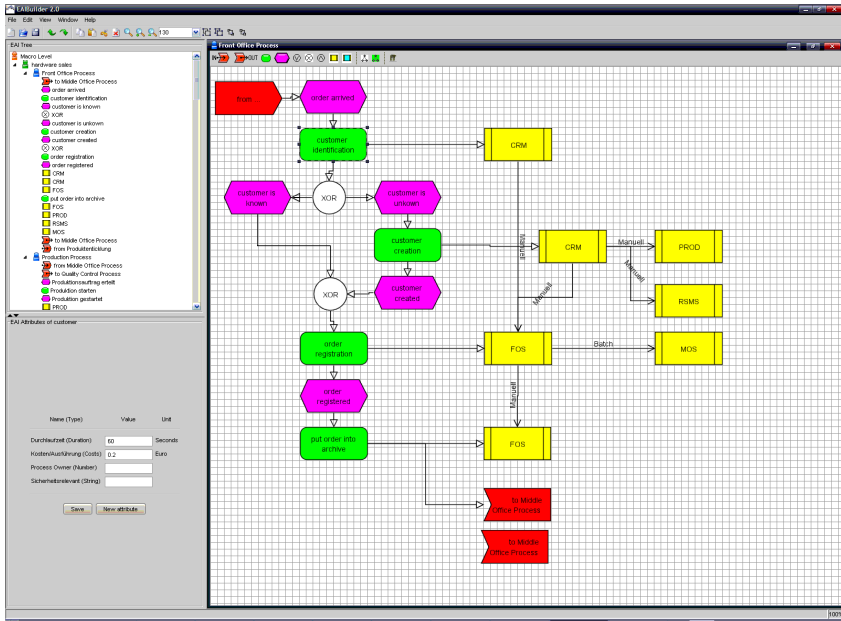 EAIBuilder 2.0
File Edit View Window Help
130
EAI Tree
Macro Level
hardware sales
Front Office Process
to Middle Office Process
order arrived
customer identification
customer is known
XOR
customer is unkown
customer creation
customer created
XOR
order registration
order registered
CRM
CRM
FOS
put order into archive
FOS
PROD
RSMS
MOS
to Middle Office Process
from Produktenticklung
Production Process
from Middle Office Process
to Quality Control Process
Produktionsauftrag erteilt
Produktion starten
Produktion gestartet
PROD
EAI Attributes of customer
Name (Type) Value Unit
Durchlaufzeit (Duration) 60 Seconds
Kosten/Ausführung (Costs) 0.2 Euro
Process Owner (Number)
Sicherheitsrelevant (String)
Save New attribute
Front Office Process
IN OUT
from ...
order arrived
customer
identification
CRM
customer is
known
XOR
customer is
unkown
customer
creation
Manuell
CRM
Manuell
PROD
Manuell
customer
created
XOR
Manuell
RSMS
order
registration
FOS
Batch
MOS
order
registered
Manuell
put order into
archive
FOS
to Middle
Office Process
to Middle
Office Process
100%